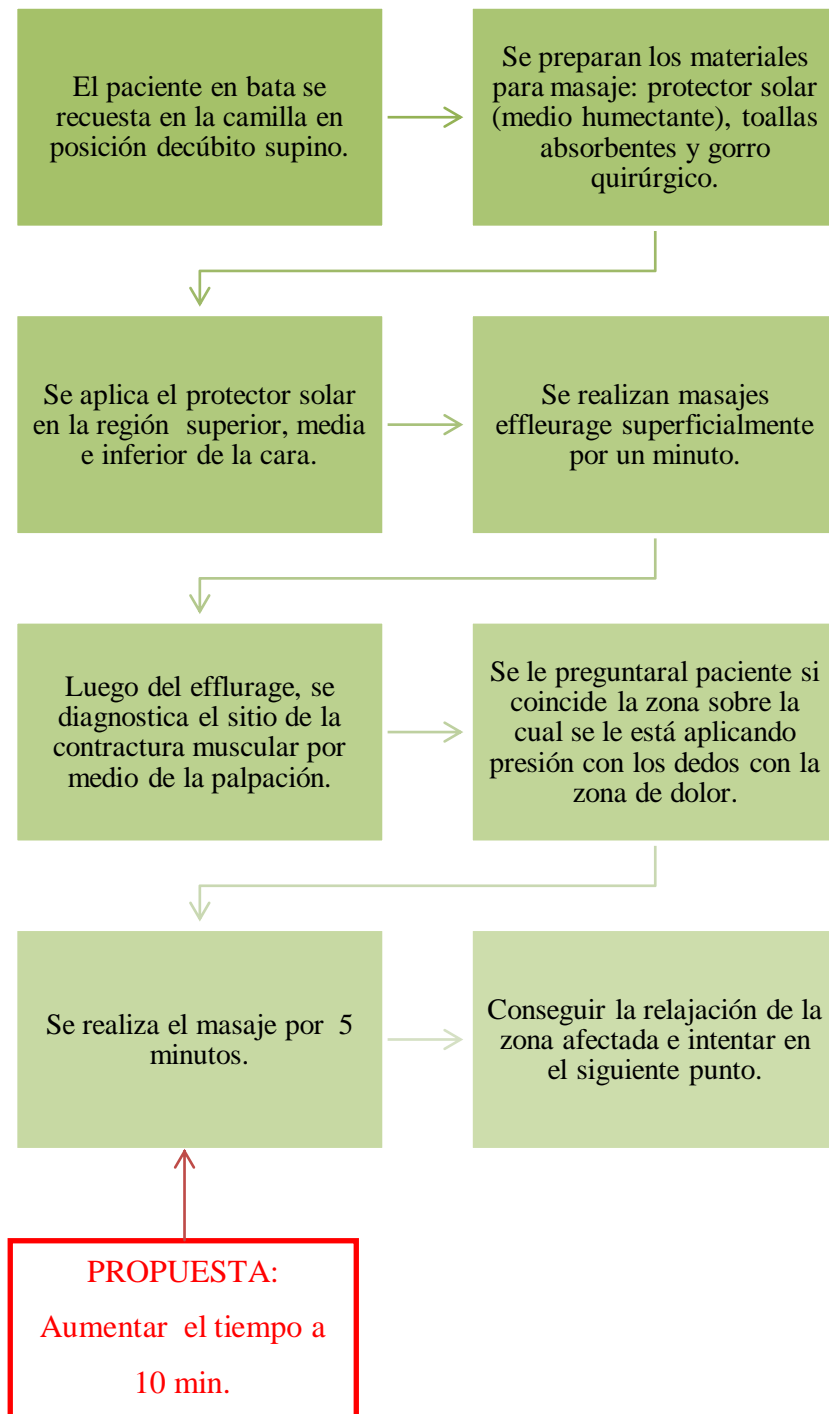 El paciente en bata se
recuesta en la camilla en
posición decúbito supino.
Se preparan los materiales
para masaje: protector solar
(medio humectante), toallas
absorbentes y gorro
quirúrgico.
Se aplica el protector solar
en la región superior, media
e inferior de la cara.
Se realizan masajes
effleurage superficialmente
por un minuto.
Luego del efflurage, se
diagnostica el sitio de la
contractura muscular por
medio de la palpación.
Se le preguntaral paciente si
coincide la zona sobre la
cual se le está aplicando
presión con los dedos con la
zona de dolor.
Se realiza el masaje por 5
minutos.
Conseguir la relajación de la
zona afectada e intentar en
el siguiente punto.
PROPUESTA:
Aumentar el tiempo a
10 min.